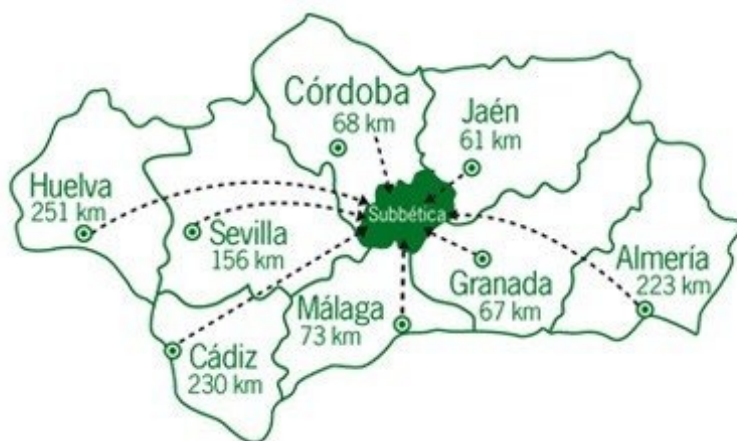 Córdoba
68 km
Jaén
61 km
Huelva
251 km
Subbética
Sevilla
156 km
Almería
223 km
Granada
67 km
Málaga
73 km
Cádiz
230 km